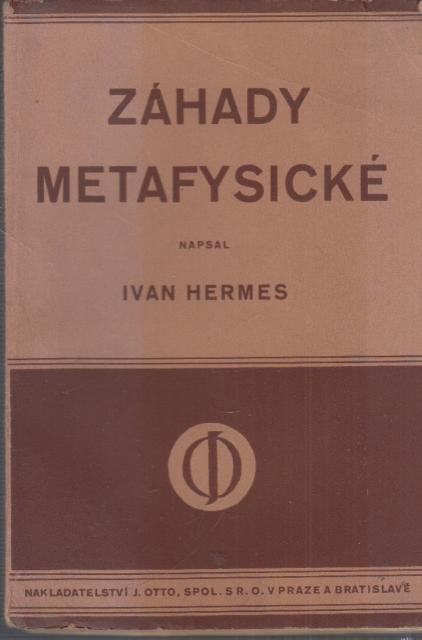 ZÁHADY
METAFYSICKÉ
NAPSAL
IVAN HERMES
NAKLADATELSTVÍ J. OTTO, SPOL. S R. O. V PRAZE A BRATISLAVĚ